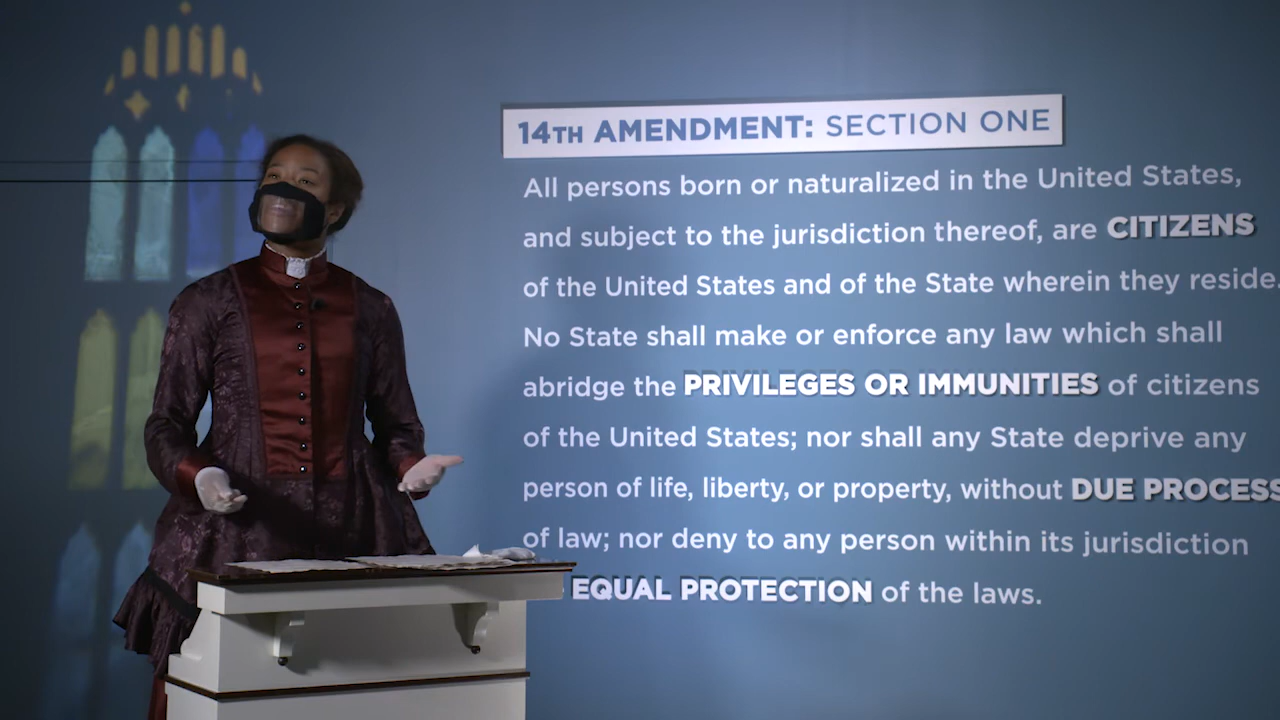 14TH AMENDMENT: SECTION ONE
All persons born or naturalized in the United States,
and subject to the jurisdiction thereof, are CITIZENS
of the United States and of the State wherein they reside.
No State shall make or enforce any law which shall
abridge the PRIVILEGES OR IMMUNITIES of citizens
of the United States; nor shall any State deprive any
person of life, liberty, or property, without DUE PROCESS
of law; nor deny to any person within its jurisdiction
EQUAL PROTECTION of the laws.